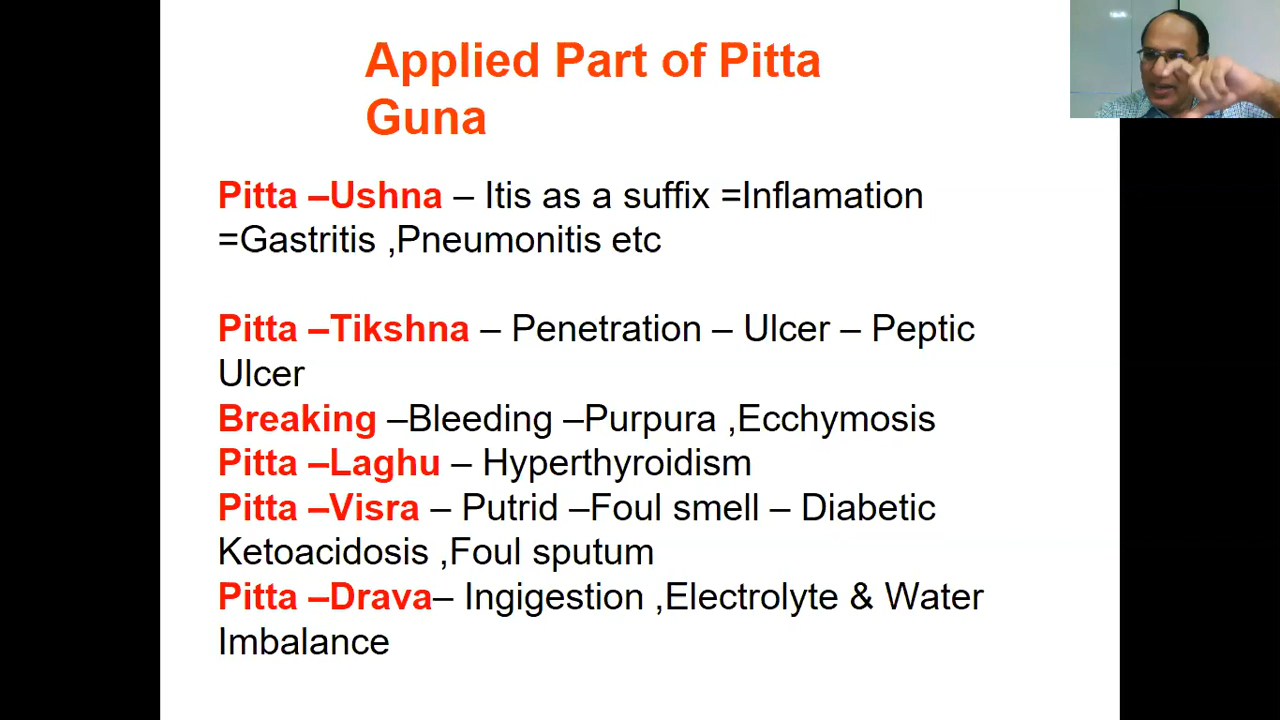 Applied Part of Pitta
Guna
Pitta –Ushna – Itis as a suffix =Inflamation
=Gastritis ,Pneumonitis etc
Pitta –Tikshna – Penetration – Ulcer – Peptic
Ulcer
Breaking –Bleeding –Purpura ,Ecchymosis
Pitta –Laghu – Hyperthyroidism
Pitta –Visra – Putrid –Foul smell – Diabetic
Ketoacidosis ,Foul sputum
Pitta –Drava– Ingigestion ,Electrolyte & Water
Imbalance